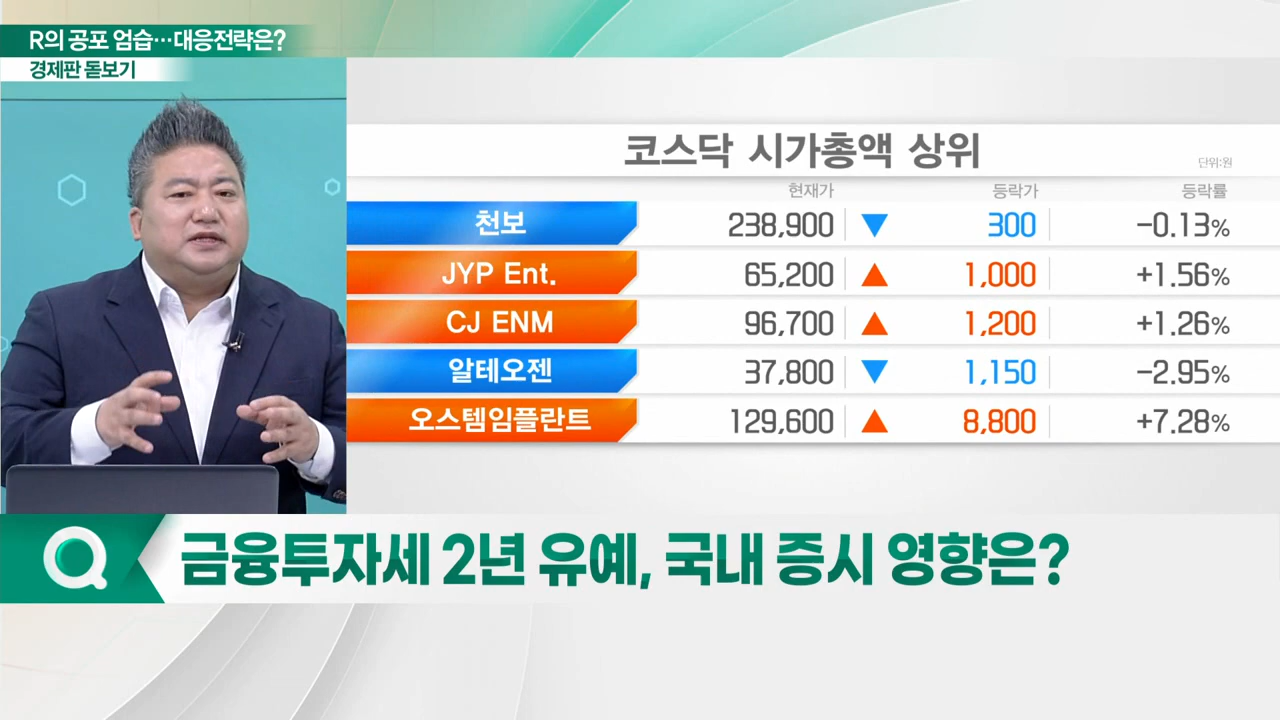 R의 공포 엄습…대응전략은?
경제판 돋보기
코스닥 시가총액 상위
단위:원
현재가 등락가 등락률
천보 238,900 ▼ 300 -0.13%
JYP Ent. 65,200 ▲ 1,000 +1.56%
CJ ENM 96,700 ▲ 1,200 +1.26%
알테오젠 37,800 ▼ 1,150 -2.95%
오스템임플란트 129,600 ▲ 8,800 +7.28%
금융투자세 2년 유예, 국내 증시 영향은?